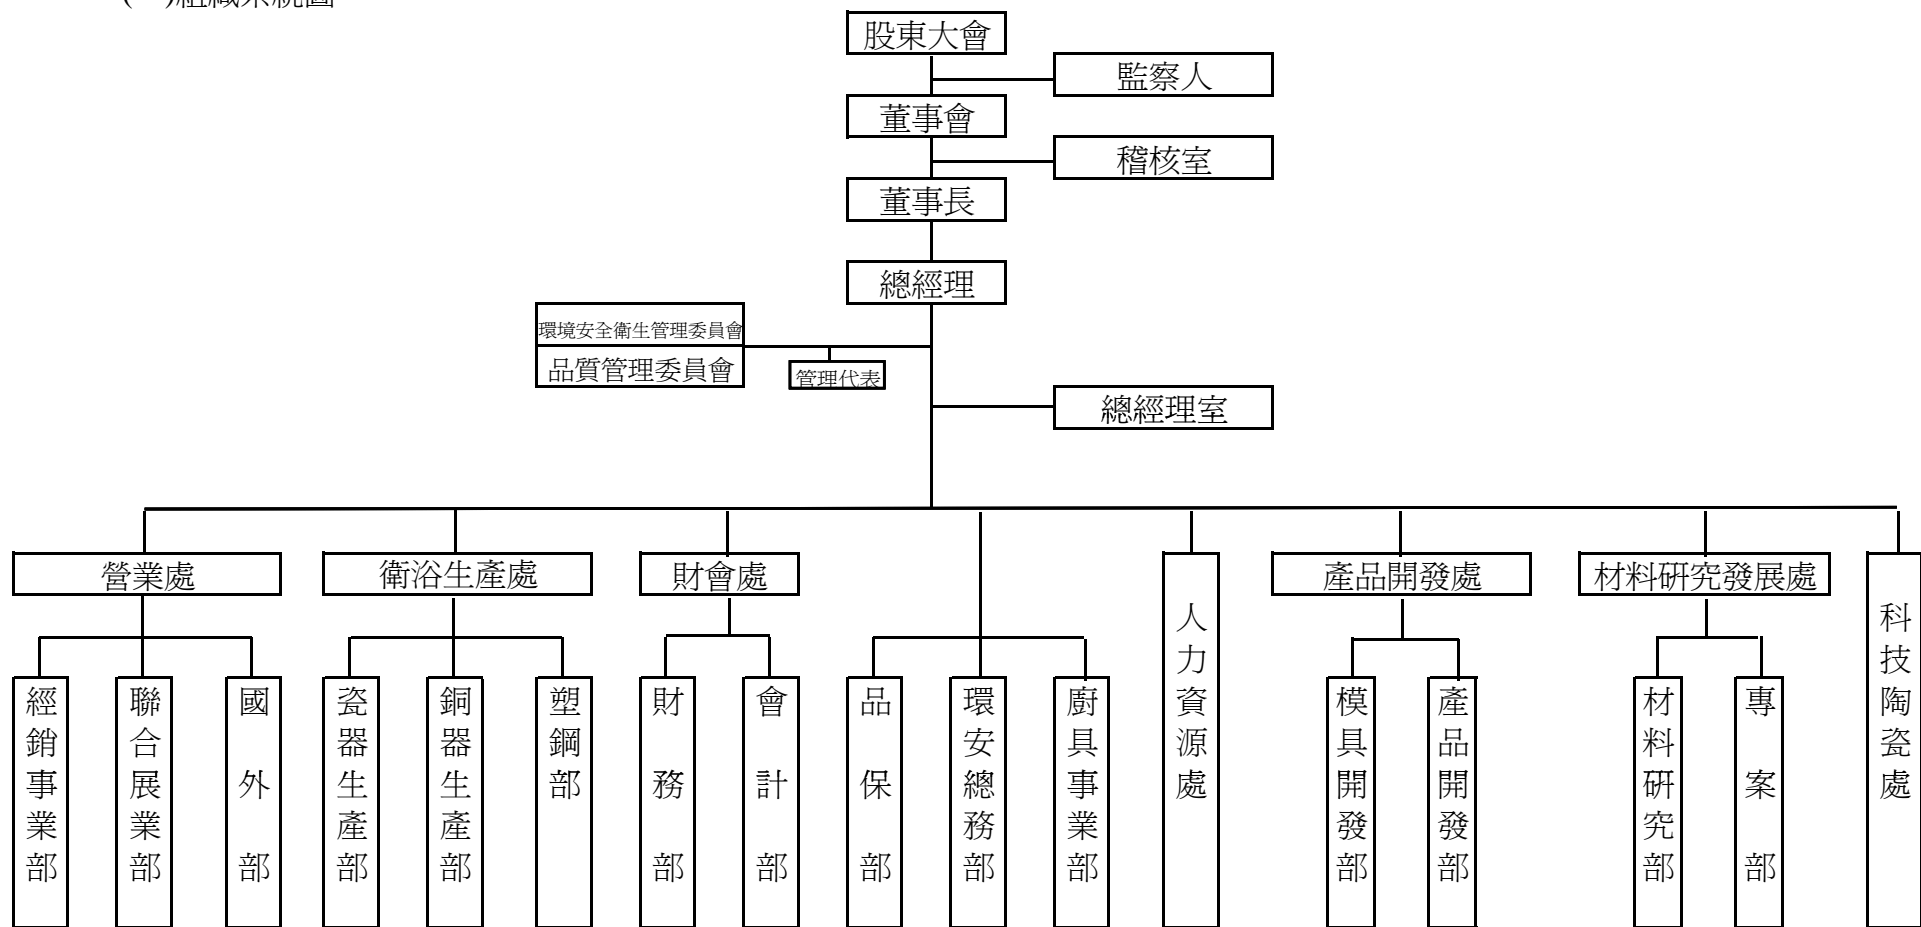 組織系統圖
股東大會
監察人
董事會
稽核室
董事長
總經理
環境安全衛生管理委員會
品質管理委員會
管理代表
總經理室
營業處
衛浴生產處
財會處
產品開發處
材料研究發展處
人力資源處
科技陶瓷處
經銷事業部
聯合展業部
國外部
瓷器生產部
銅器生產部
塑鋼部
財務部
會計部
品保部
環安總務部
廚具事業部
模具開發部
產品開發部
材料研究部
專案部